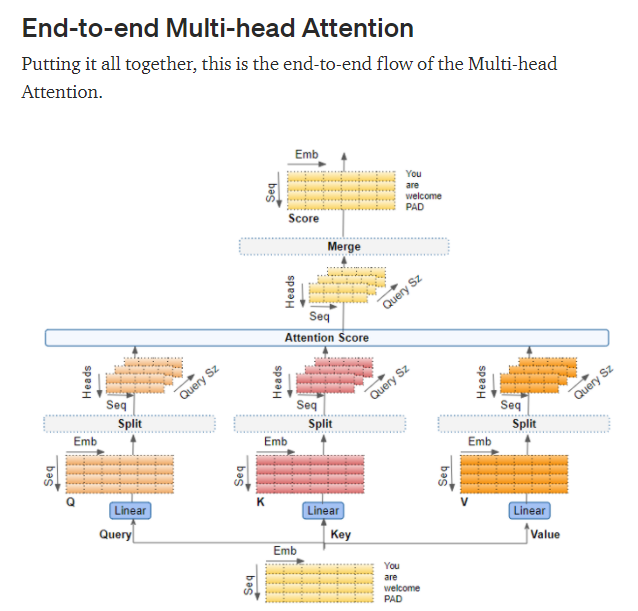 End-to-end Multi-head Attention
Putting it all together, this is the end-to-end flow of the Multi-head
Attention.
Emb
Seq
You
are
welcome
PAD
Score
Merge
Heads
Query Sz
Seq
Attention Score
Heads
Query Sz
Seq
Heads
Query Sz
Seq
Heads
Query Sz
Seq
Split
Split
Split
Emb
Emb
Emb
Seq
Seq
Seq
Q
K
V
Linear
Linear
Linear
Query
Key
Value
Emb
Seq
You
are
welcome
PAD